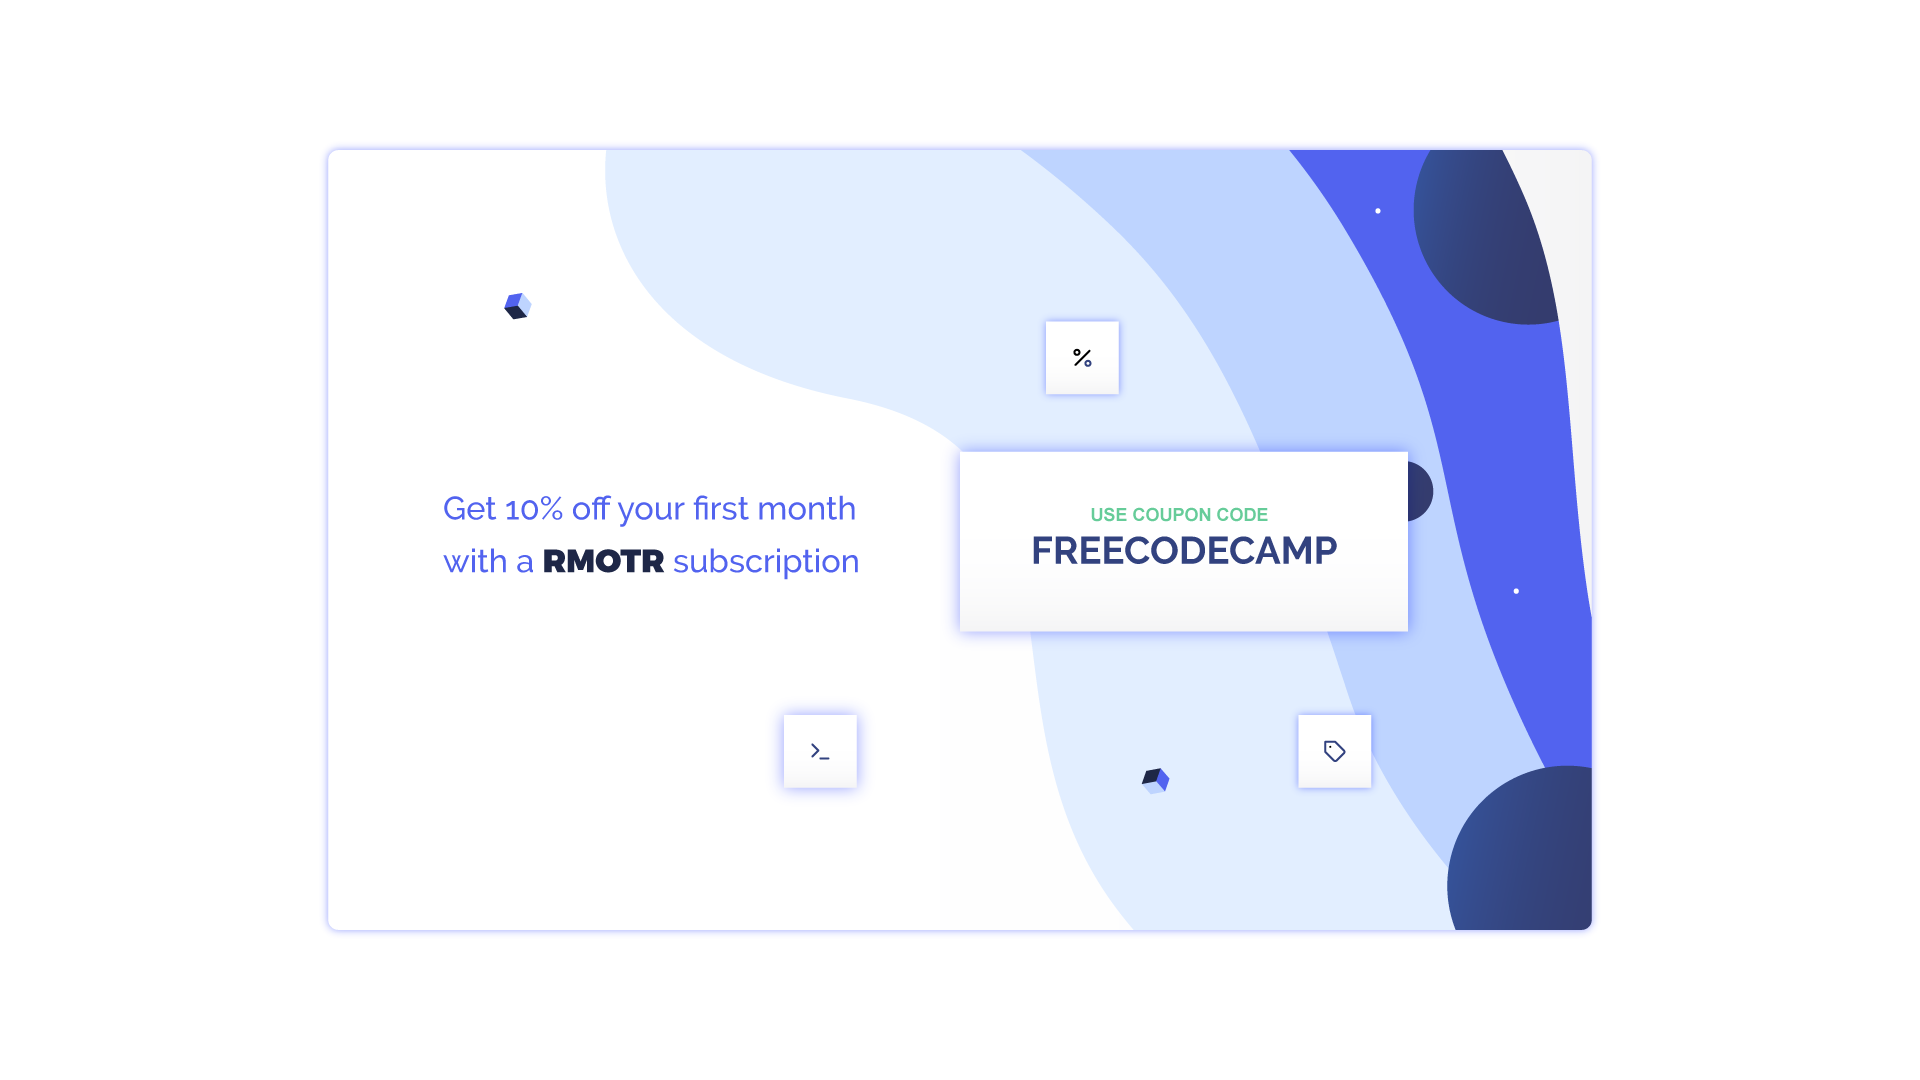 Get 10% off your first month
with a RMOTR subscription
USE COUPON CODE
FREECODECAMP